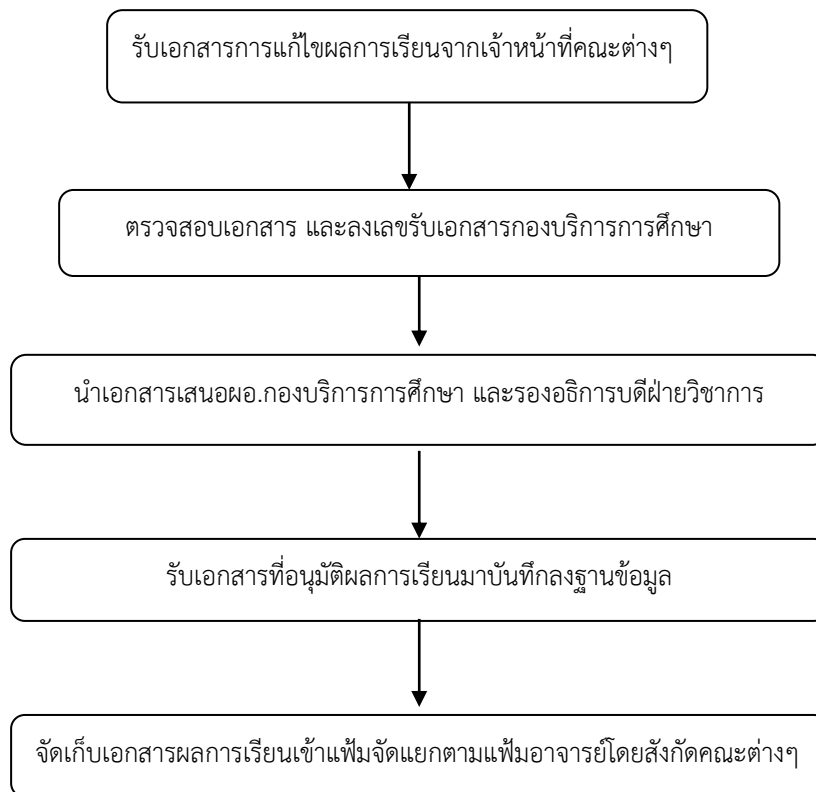 รับเอกสารการแก้ไขผลการเรียนจากเจ้าหน้าที่คณะต่างๆ
ตรวจสอบเอกสาร และลงเลขรับเอกสารกองบริการการศึกษา
นำเอกสารเสนอผอ.กองบริการการศึกษา และรองอธิการบดีฝ่ายวิชาการ
รับเอกสารที่อนุมัติผลการเรียนมาบันทึกลงฐานข้อมูล
จัดเก็บเอกสารผลการเรียนเข้าแฟ้มจัดแยกตามแฟ้มอาจารย์โดยสังกัดคณะต่างๆ